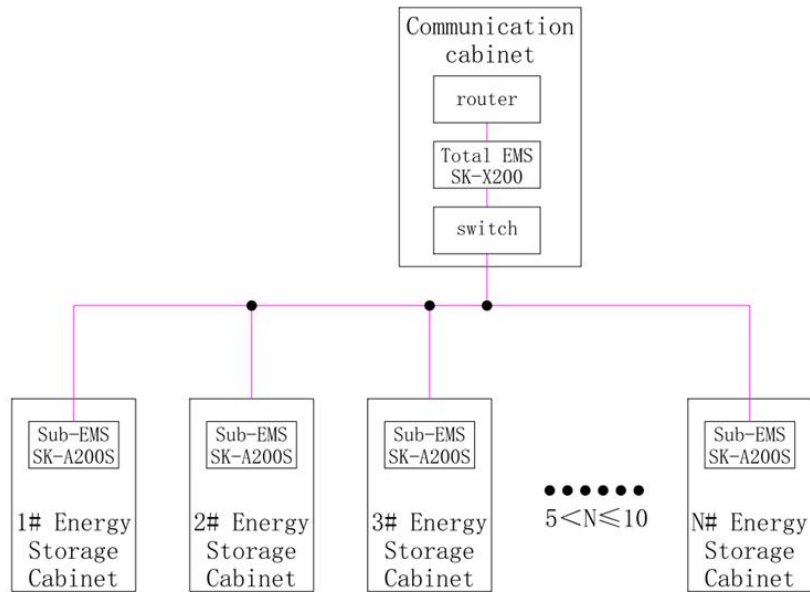 Communication
cabinet
router
Total EMS
SK-X200
switch
Sub-EMS
SK-A200S
1# Energy
Storage
Cabinet
Sub-EMS
SK-A200S
2# Energy
Storage
Cabinet
Sub-EMS
SK-A200S
3# Energy
Storage
Cabinet
5<N≤10
Sub-EMS
SK-A200S
N# Energy
Storage
Cabinet